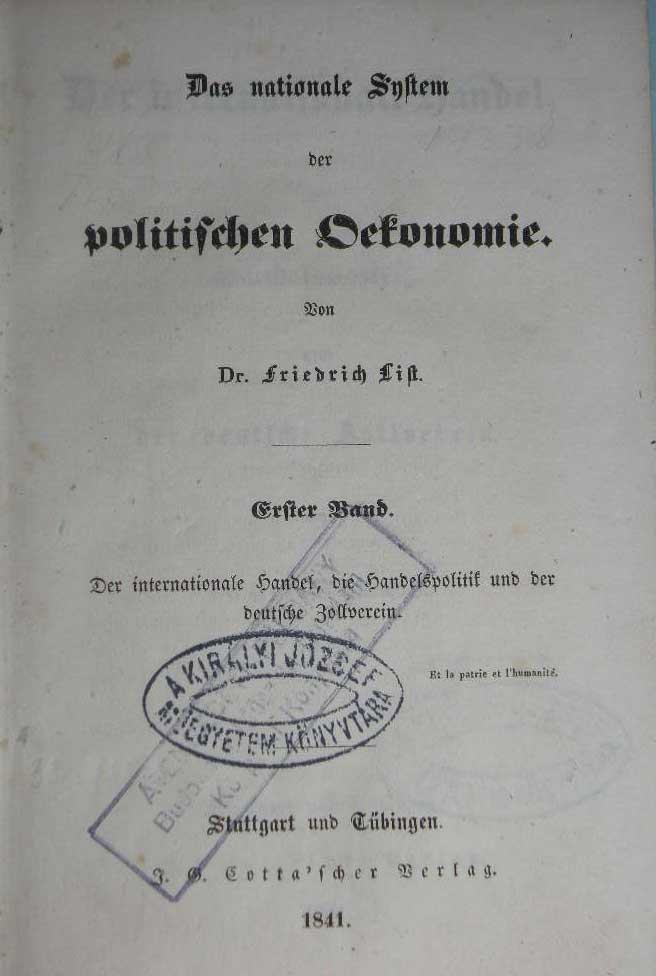 Das nationale System
der
politischen Oekonomie.
Von
Dr. Friedrich List.
Erster Band.
Der internationale Handel, die Handelspolitik und der
deutsche Zollverein.
Et la patrie et l'humanité.
A KIRÁLYI JÓZSEF
MŰEGYETEM KÖNYVTÁRA
Stuttgart und Tübingen.
J. G. Cotta'scher Verlag.
1841.